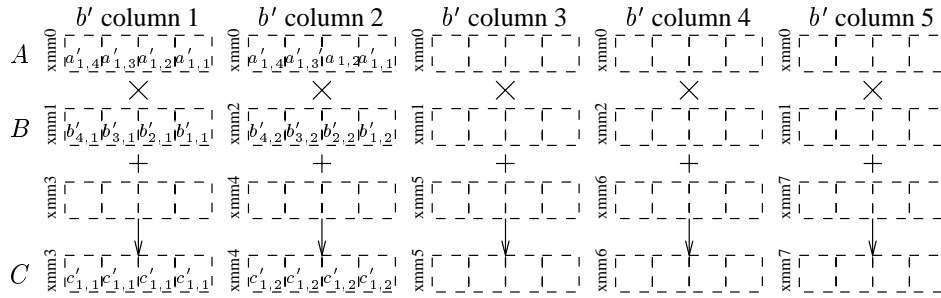 b′ column 1 b′ column 2 b′ column 3 b′ column 4 b′ column 5
A xmm0 a′1,4 a′1,3 a′1,2 a′1,1 xmm0 a′1,4 a′1,3 a′1,2 a′1,1 xmm0 xmm0 xmm0
× × × × ×
B xmm1 b′4,1 b′3,1 b′2,1 b′1,1 xmm2 b′4,2 b′3,2 b′2,2 b′1,2 xmm1 xmm2 xmm1
+ + + + +
xmm3 xmm4 xmm5 xmm6 xmm7
C xmm3 c′1,1 c′1,1 c′1,1 c′1,1 xmm4 c′1,2 c′1,2 c′1,2 c′1,2 xmm5 xmm6 xmm7